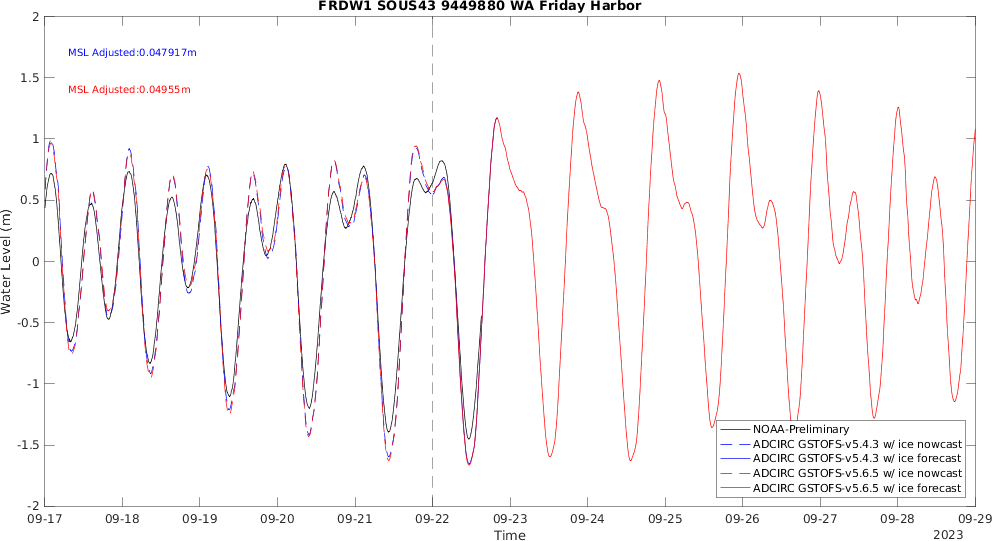 FRDW1 SOUS43 9449880 WA Friday Harbor
MSL Adjusted:0.047917m
MSL Adjusted:0.04955m
Water Level (m)
2
1.5
1
0.5
0
-0.5
-1
-1.5
-2
NOAA-Preliminary
ADCIRC GSTOFS-v5.4.3 w/ ice nowcast
ADCIRC GSTOFS-v5.4.3 w/ ice forecast
ADCIRC GSTOFS-v5.6.5 w/ ice nowcast
ADCIRC GSTOFS-v5.6.5 w/ ice forecast
09-17 09-18 09-19 09-20 09-21 09-22 09-23 09-24 09-25 09-26 09-27 09-28 09-29
Time
2023